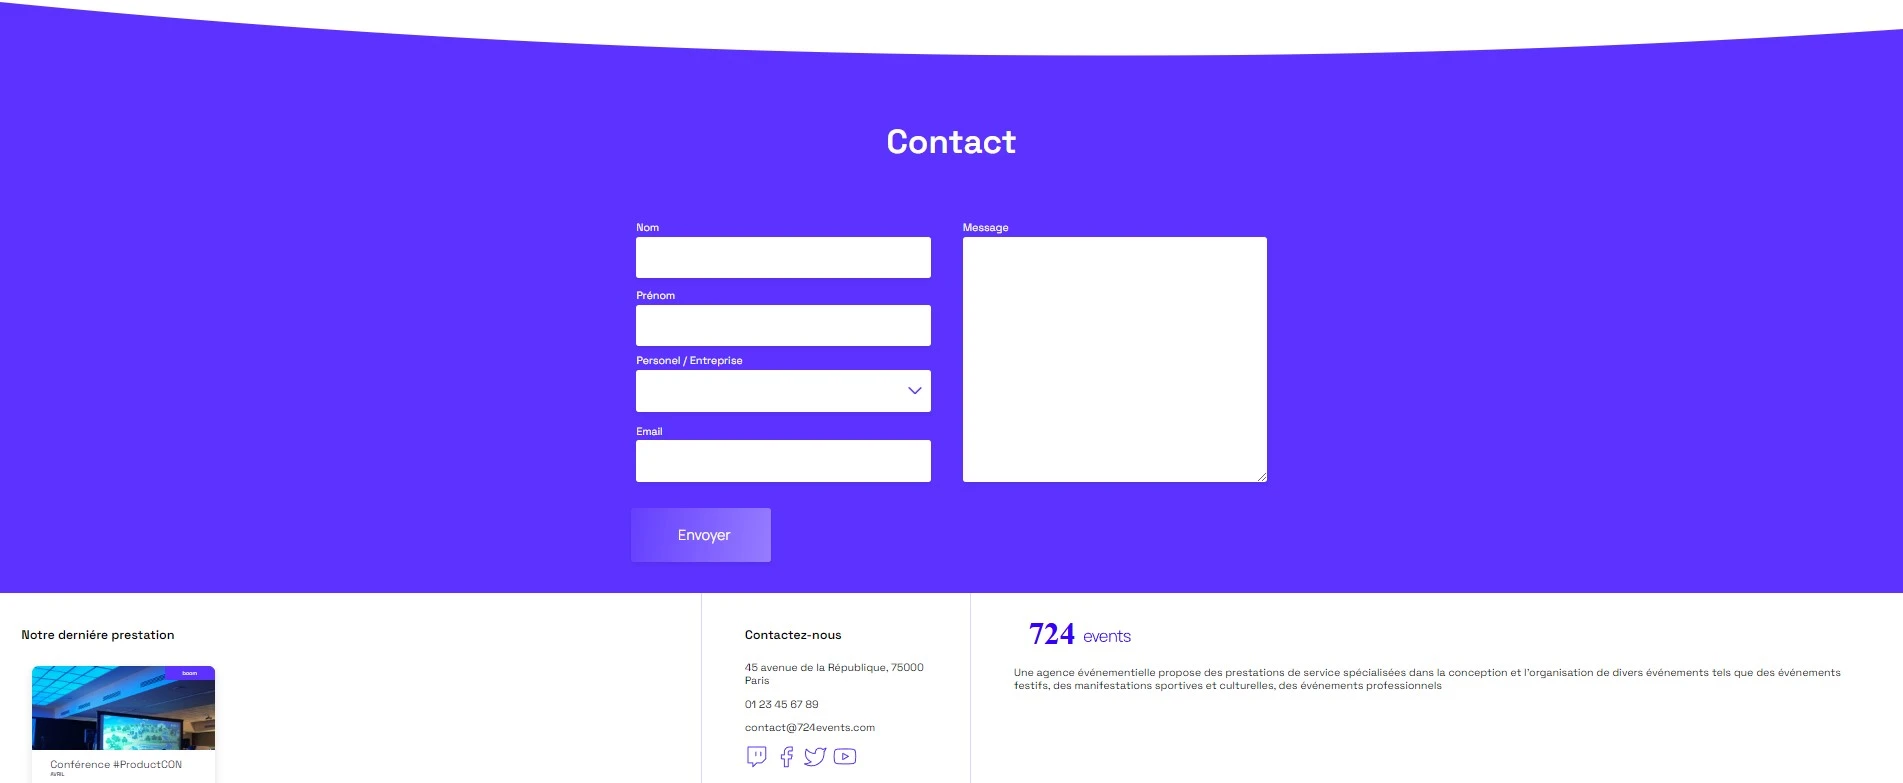 Contact
Nom
Prénom
Personel / Entreprise
Email
Message
Envoyer
Notre derniére prestation
boom
Conférence #ProductCON
AVRIL
Contactez-nous
45 avenue de la République, 75000
Paris
01 23 45 67 89
contact@724events.com
724 events
Une agence événementielle propose des prestations de service spécialisées dans la conception et l'organisation de divers événements tels que des événements
festifs, des manifestations sportives et culturelles, des événements professionnels